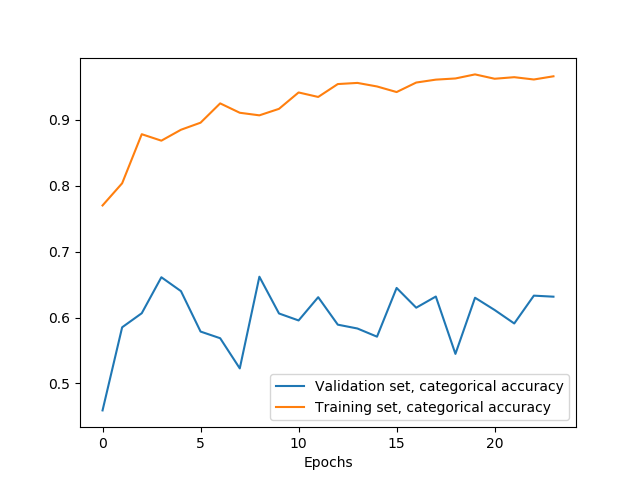 0.9
0.8
0.7
0.6
0.5
Validation set, categorical accuracy
Training set, categorical accuracy
0 5 10 15 20
Epochs